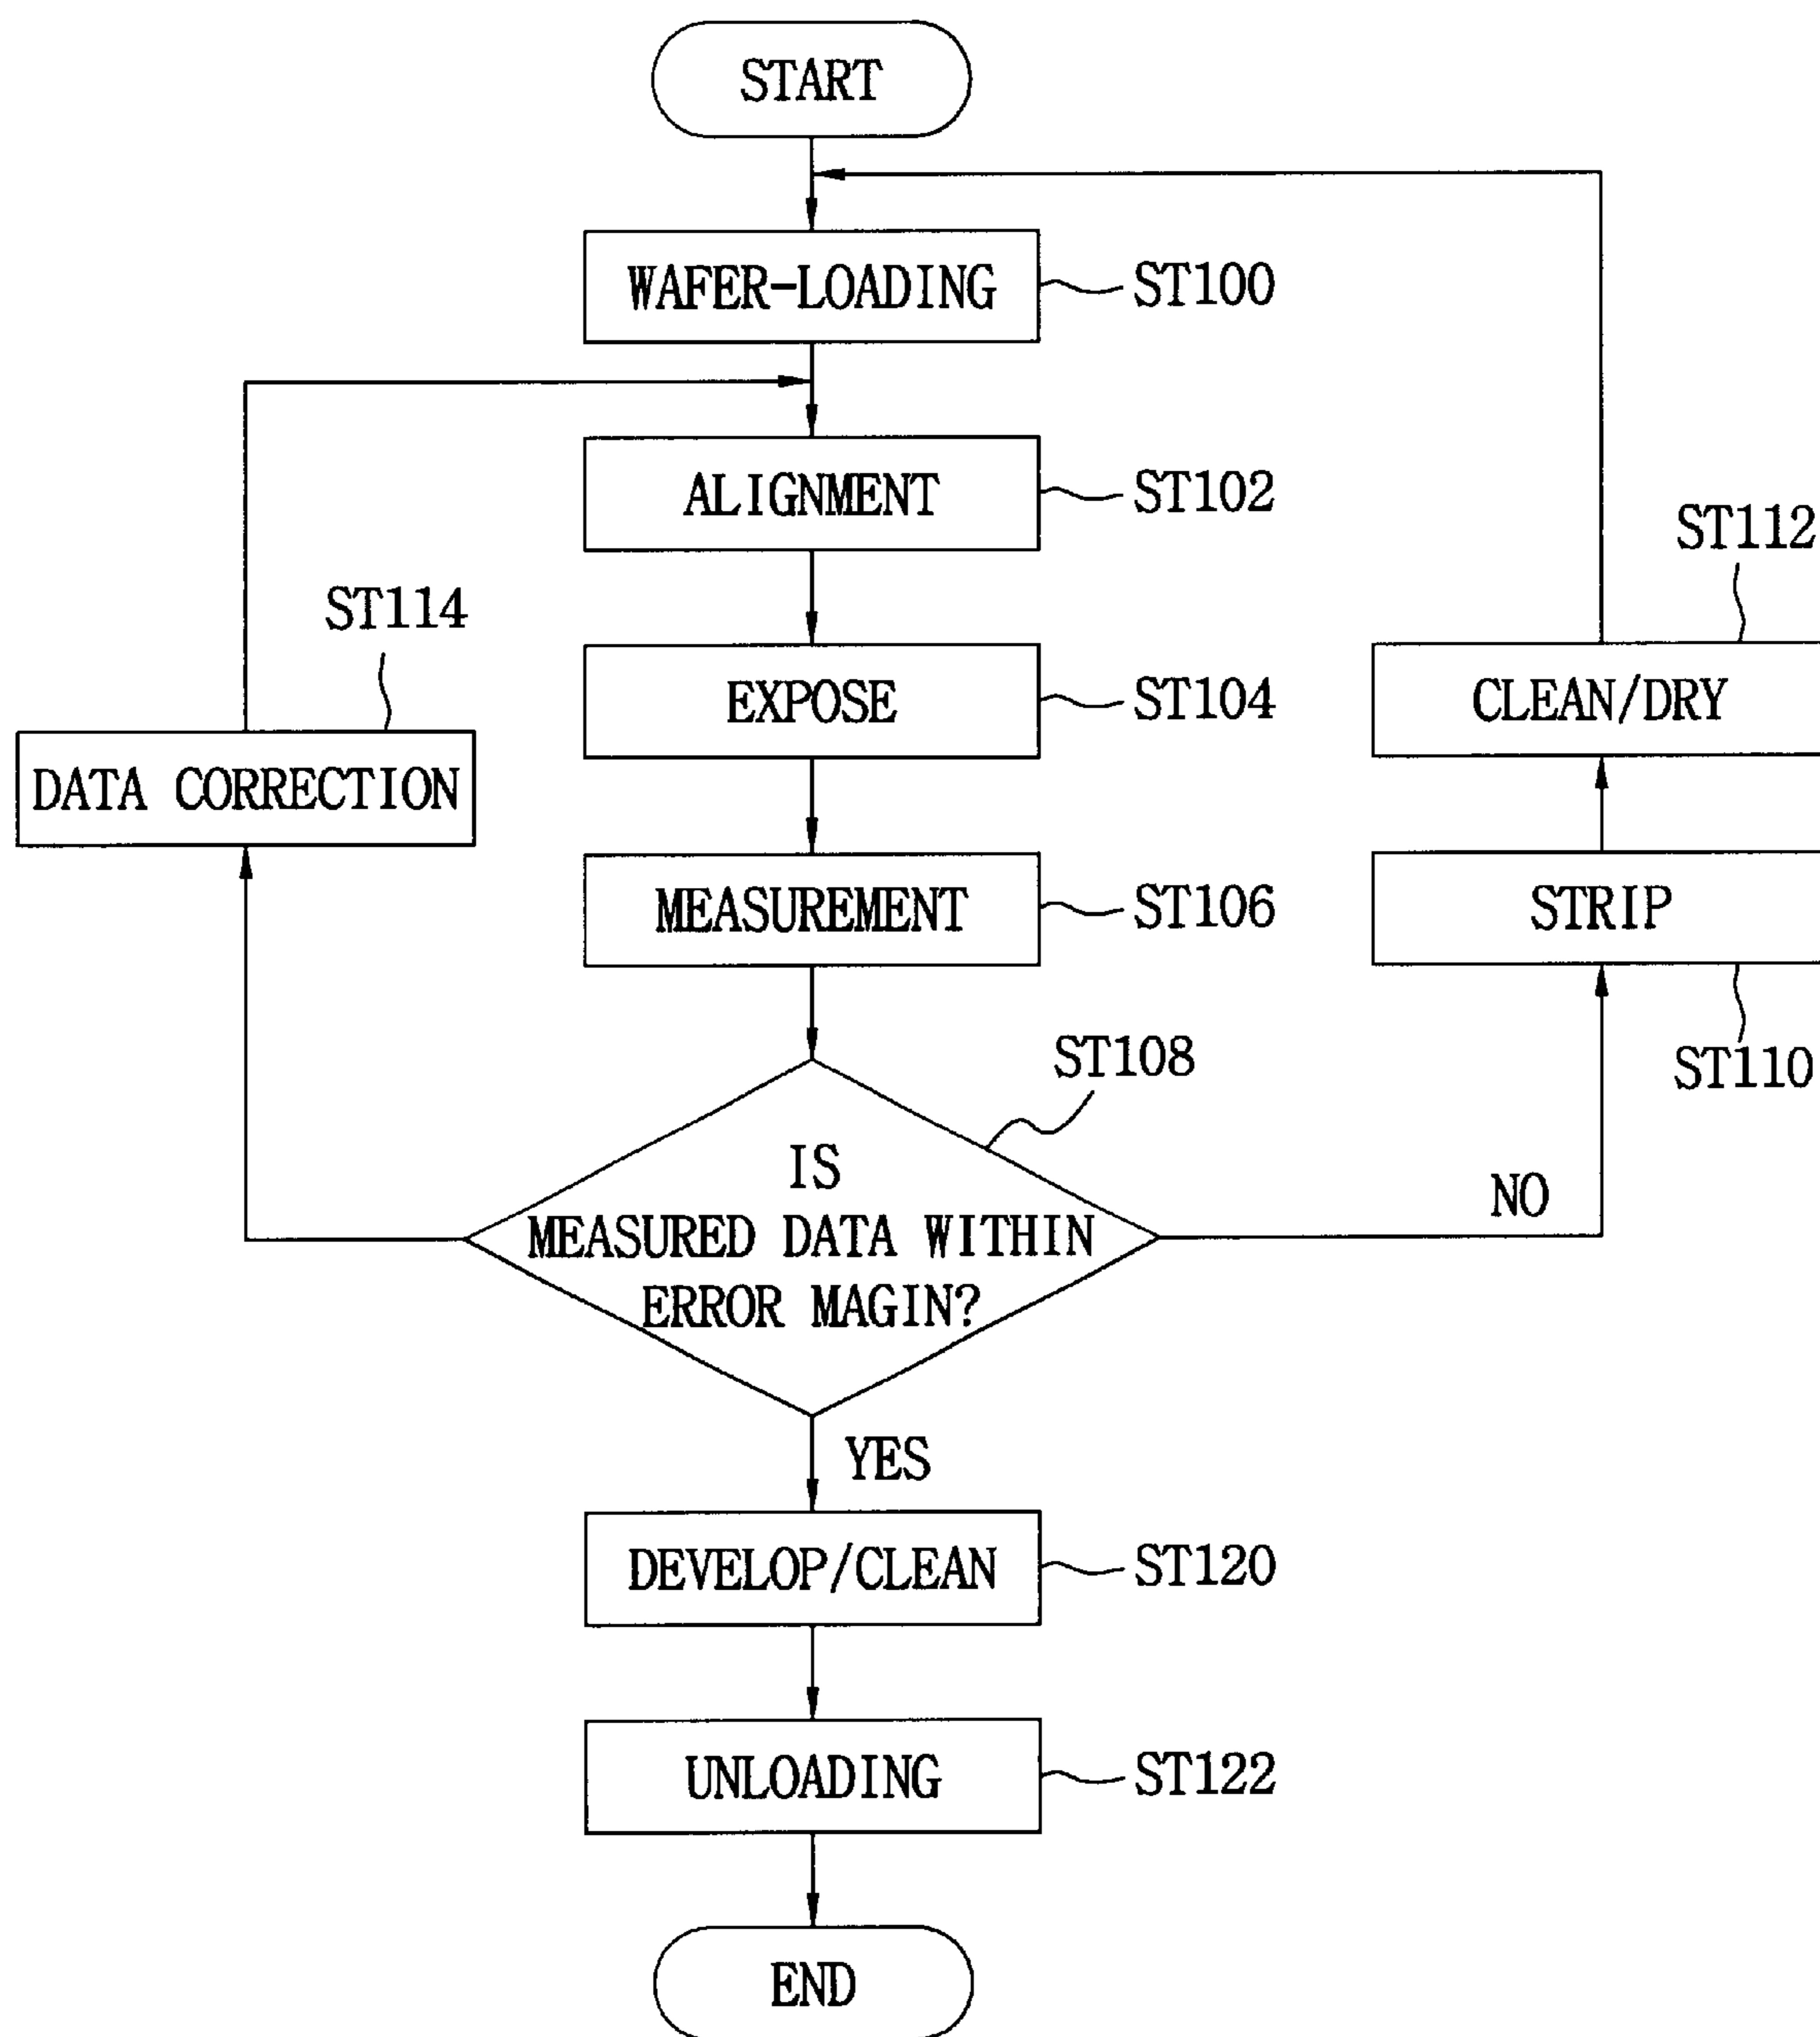 START
WAFER-LOADING
ST100
ALIGNMENT
ST102
ST112
ST114
EXPOSE
ST104
CLEAN/DRY
DATA CORRECTION
MEASUREMENT
ST106
STRIP
ST108
ST110
IS
MEASURED DATA WITHIN
ERROR MAGIN?
NO
YES
DEVELOP/CLEAN
ST120
UNLOADING
ST122
END